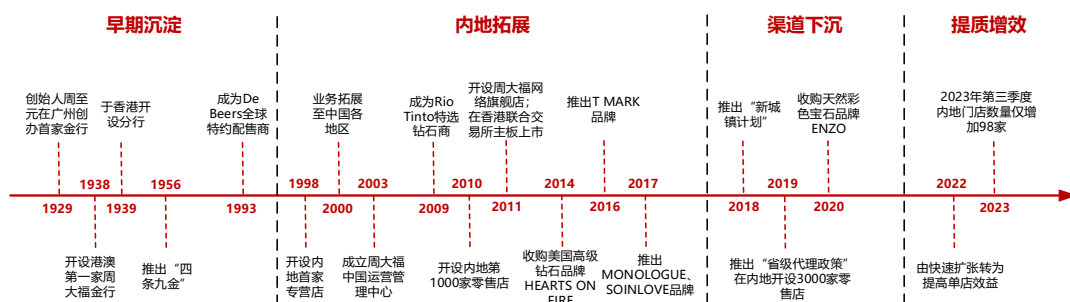 早期沉淀
内地拓展
渠道下沉
提质增效
创始人周至
元在广州创
办首家金行
于香港开
设分行
成为De
Beers全球
特约配售商
业务拓展
至中国各
地区
成为Rio
Tinto特选
钻石商
开设周大福网
络旗舰店；
在香港联合交
易所主板上市
推出T MARK
品牌
推出“新城
镇计划”
收购天然彩
色宝石品牌
ENZO
2023年第三季度
内地门店数量仅增
加98家
1938
1956
1998
2003
2010
2014
2017
2019
2022
1929
1939
1993
2000
2009
2011
2016
2018
2020
2023
开设港澳
第一家周
大福金行
推出“四
条九金”
开设内
地首家
专营店
成立周大福
中国运营管
理中心
开设内地第
1000家零售店
收购美国高级
钻石品牌
HEARTS ON
FIRE
推出
MONOLOGUE、
SOINLOVE品牌
推出“省级代理政策”
在内地开设3000家零
售店
由快速扩张转为
提高单店效益